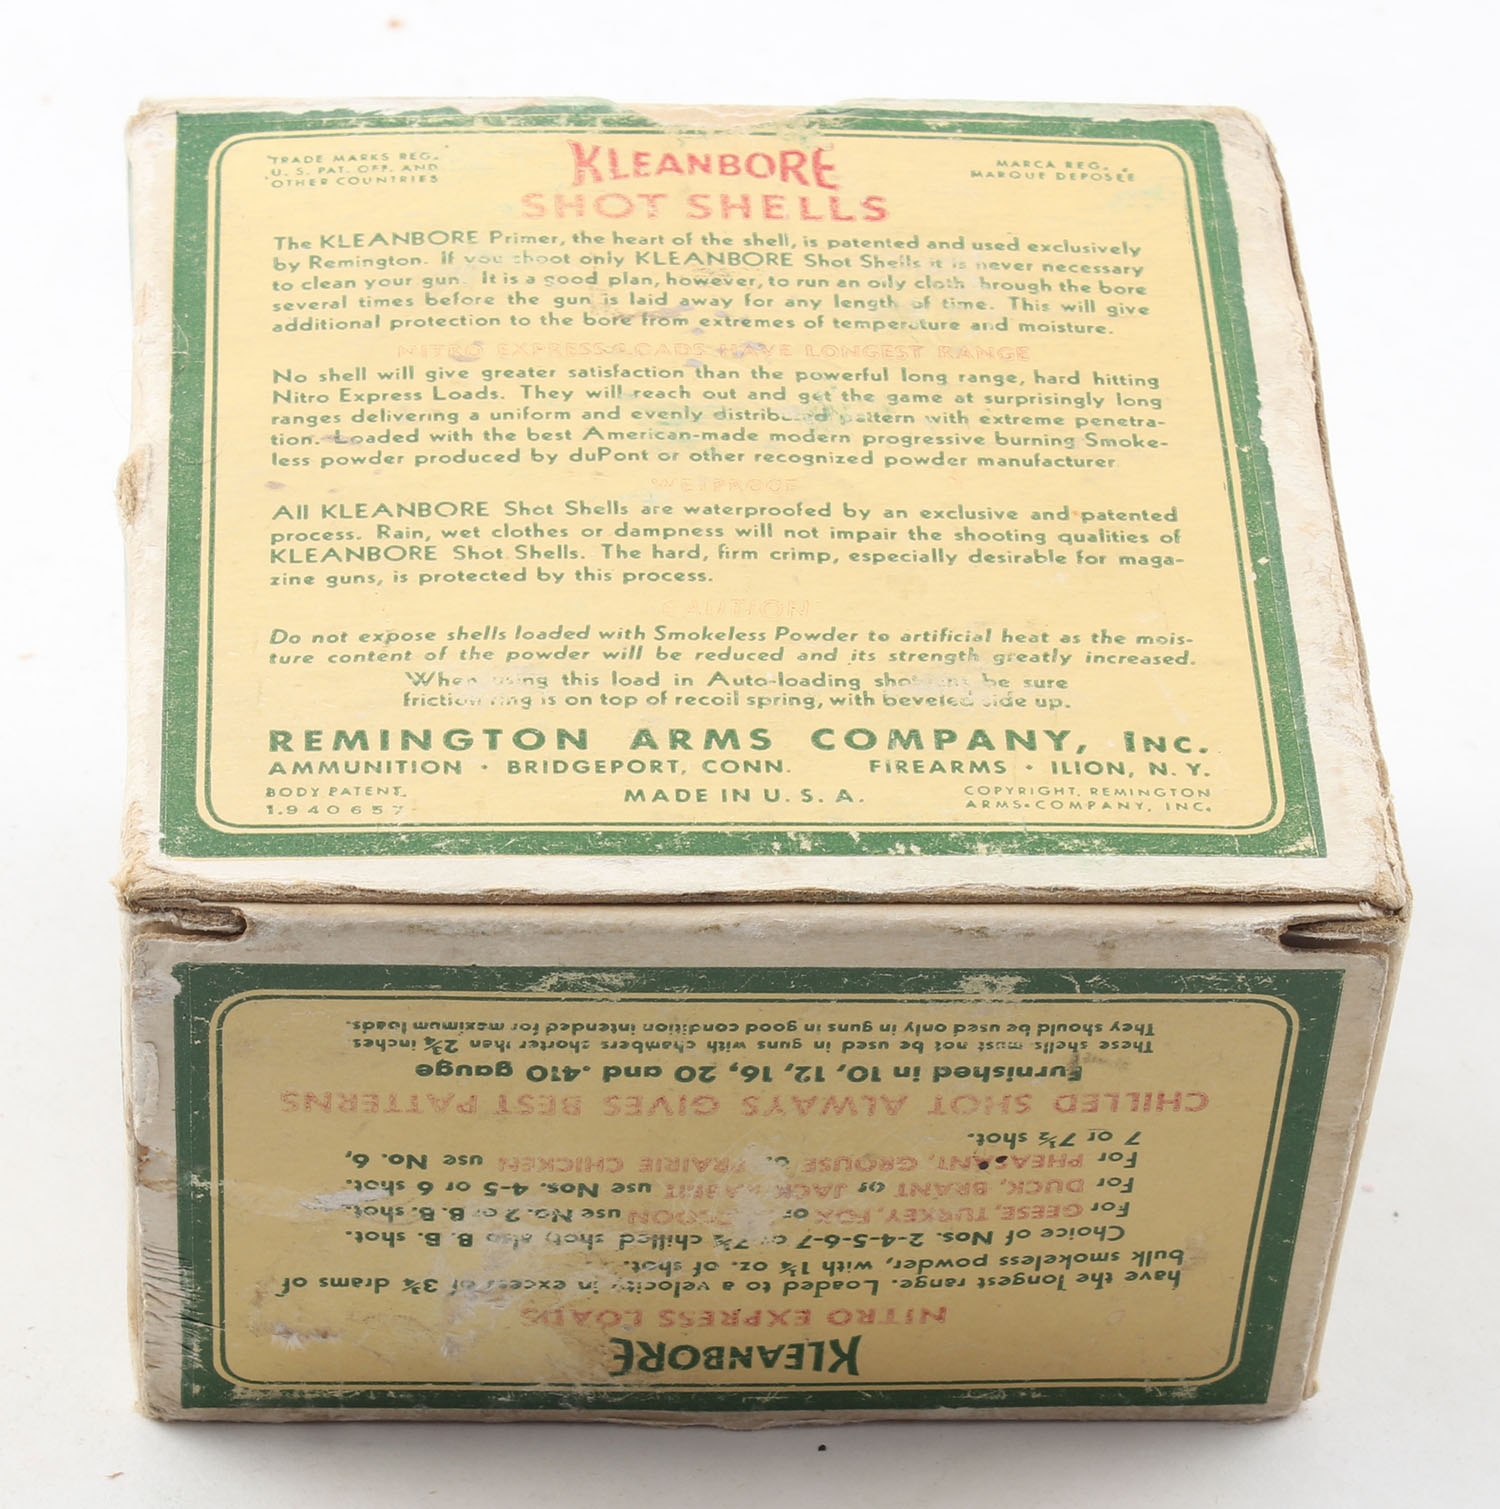 TRADE MARKS REG.
U. S. PAT. OFF. AND
OTHER COUNTRIES
KLEANBORE
SHOT SHELLS
MARCA REG.
MARQUE DEPOSÉE
The KLEANBORE Primer, the heart of the shell, is patented and used exclusively
by Remington. If you shoot only KLEANBORE Shot Shells it is never necessary
to clean your gun. It is a good plan, however, to run an oily cloth through the bore
several times before the gun is laid away for any length of time. This will give
additional protection to the bore from extremes of temperature and moisture.
NITRO EXPRESS LOADS HAVE LONGEST RANGE
No shell will give greater satisfaction than the powerful long range, hard hitting
Nitro Express Loads. They will reach out and get the game at surprisingly long
ranges delivering a uniform and evenly distributed pattern with extreme penetra-
tion. Loaded with the best American-made modern progressive burning Smoke-
less powder produced by duPont or other recognized powder manufacturer
WETPROOF
All KLEANBORE Shot Shells are waterproofed by an exclusive and patented
process. Rain, wet clothes or dampness will not impair the shooting qualities of
KLEANBORE Shot Shells. The hard, firm crimp, especially desirable for maga-
zine guns, is protected by this process.
CAUTION
Do not expose shells loaded with Smokeless Powder to artificial heat as the mois-
ture content of the powder will be reduced and its strength greatly increased.
When using this load in Auto-loading shotguns be sure
friction ring is on top of recoil spring, with beveled side up.
REMINGTON ARMS COMPANY, INC.
AMMUNITION · BRIDGEPORT, CONN. FIREARMS · ILION, N. Y.
BODY PATENT
1,940,657
MADE IN U. S. A.
COPYRIGHT, REMINGTON
ARMS COMPANY, INC.
KLEANBORE
NITRO EXPRESS LOADS
have the longest range. Loaded to a velocity in excess of 3¾ drams of
bulk smokeless powder, with 1¼ oz. of shot.
Choice of Nos. 2-4-5-6-7 or 7½ chilled shot; also B. B. shot.
For GEESE, TURKEY, FOX or use No. 2 or B. B. shot.
For DUCK, BRANT or JACK RABBIT use Nos. 4-5 or 6 shot.
For PHEASANT, GROUSE or PRAIRIE CHICKEN use No. 6,
7 or 7½ shot.
CHILLED SHOT ALWAYS GIVES BEST PATTERNS
Furnished in 10, 12, 16, 20 and .410 gauge
These shells must not be used in guns with chambers shorter than 2¾ inches.
They should be used only in guns in good condition intended for maximum loads.